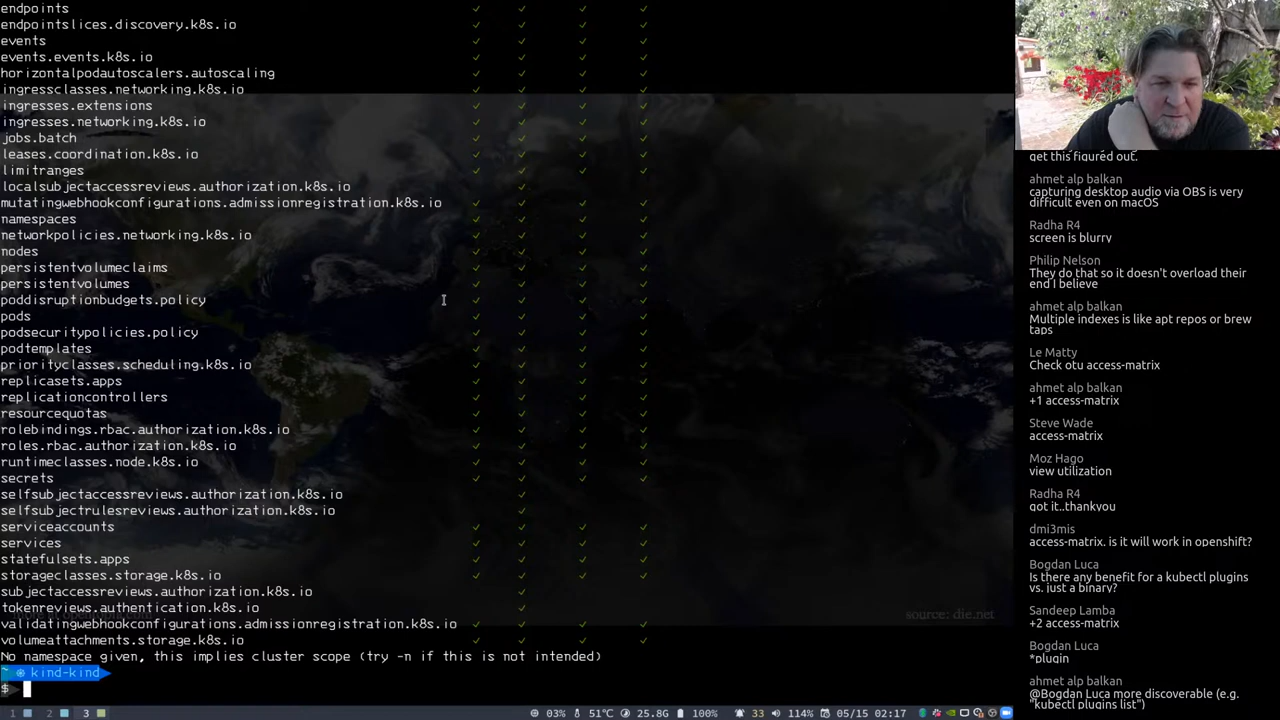 endpoints
endpointslices.discovery.k8s.io
events
events.events.k8s.io
horizontalpodautoscalers.autoscaling
ingressclasses.networking.k8s.io
ingresses.extensions
ingresses.networking.k8s.io
jobs.batch
leases.coordination.k8s.io
limitranges
localsubjectaccessreviews.authorization.k8s.io
mutatingwebhookconfigurations.admissionregistration.k8s.io
namespaces
networkpolicies.networking.k8s.io
nodes
persistentvolumeclaims
persistentvolumes
poddisruptionbudgets.policy
pods
podsecuritypolicies.policy
podtemplates
priorityclasses.scheduling.k8s.io
replicasets.apps
replicationcontrollers
resourcequotas
rolebindings.rbac.authorization.k8s.io
roles.rbac.authorization.k8s.io
runtimeclasses.node.k8s.io
secrets
selfsubjectaccessreviews.authorization.k8s.io
selfsubjectrulesreviews.authorization.k8s.io
serviceaccounts
services
statefulsets.apps
storageclasses.storage.k8s.io
subjectaccessreviews.authorization.k8s.io
tokenreviews.authentication.k8s.io
source: die.net
validatingwebhookconfigurations.admissionregistration.k8s.io
volumeattachments.storage.k8s.io
No namespace given, this implies cluster scope (try -n if this is not intended)
~ ⎈ kind-kind
$
1 2 3 03% 51°C 25.8G 100% 33 114% 05/15 02:17
get this figured out.
ahmet alp balkan
capturing desktop audio via OBS is very
difficult even on macOS
Radha R4
screen is blurry
Philip Nelson
They do that so it doesn't overload their
end I believe
ahmet alp balkan
Multiple indexes is like apt repos or brew
taps
Le Matty
Check otu access-matrix
ahmet alp balkan
+1 access-matrix
Steve Wade
access-matrix
Moz Hago
view utilization
Radha R4
got it..thankyou
dmi3mis
access-matrix. is it will work in openshift?
Bogdan Luca
Is there any benefit for a kubectl plugins
vs. just a binary?
Sandeep Lamba
+2 access-matrix
Bogdan Luca
*plugin
ahmet alp balkan
@Bogdan Luca more discoverable (e.g.
"kubectl plugins list")